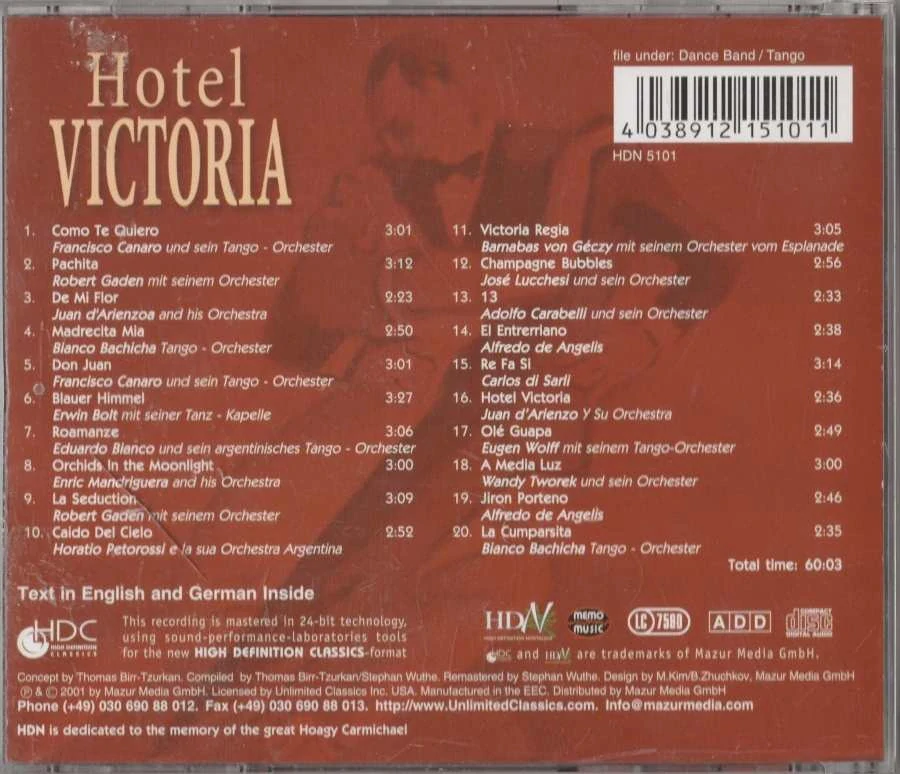 Hotel
VICTORIA
file under: Dance Band / Tango
4 038912 151011
HDN 5101
1. Como Te Quiero 3:01
Francisco Canaro und sein Tango - Orchester
2. Pachita 3:12
Robert Gaden mit seinem Orchester
3. De Mi Flor 2:23
Juan d'Arienzoa and his Orchestra
4. Madrecita Mia 2:50
Bianco Bachicha Tango - Orchester
5. Don Juan 3:01
Francisco Canaro und sein Tango - Orchester
6. Blauer Himmel 3:27
Erwin Bolt mit seiner Tanz - Kapelle
7. Roamanze 3:06
Eduardo Bianco und sein argentinisches Tango - Orchester
8. Orchids In the Moonlight 3:00
Enric Mandriguera and his Orchestra
9. La Seduction 3:09
Robert Gaden mit seinem Orchester
10. Caido Del Cielo 2:52
Horatio Petorossi e la sua Orchestra Argentina
11. Victoria Regia 3:05
Barnabas von Géczy mit seinem Orchester vom Esplanade
12. Champagne Bubbles 2:56
José Lucchesi und sein Orchester
13. 13 2:33
Adolfo Carabelli und sein Orchester
14. El Entrerriano 2:38
Alfredo de Angelis
15. Re Fa Si 3:14
Carlos di Sarli
16. Hotel Victoria 2:36
Juan d'Arienzo Y Su Orchestra
17. Olé Guapa 2:49
Eugen Wolff mit seinem Tango-Orchester
18. A Media Luz 3:00
Wandy Tworek und sein Orchester
19. Jiron Porteno 2:46
Alfredo de Angelis
20. La Cumparsita 2:35
Bianco Bachicha Tango - Orchester
Total time: 60:03
Text in English and German Inside
HDC
HIGH DEFINITION
CLASSICS
This recording is mastered in 24-bit technology,
using sound-performance-laboratories tools
for the new HIGH DEFINITION CLASSICS-format
HDN
HIGH DEFINITION NOSTALGIE
MEMO
MUSIC
LC 7580
ADD
COMPACT
disc
DIGITAL AUDIO
HDC and HDN are trademarks of Mazur Media GmbH.
Concept by Thomas Birr-Tzurkan. Compiled by Thomas Birr-Tzurkan/Stephan Wuthe. Remastered by Stephan Wuthe. Design by M.Kim/B.Zhuchkov, Mazur Media GmbH
℗ & © 2001 by Mazur Media GmbH. Licensed by Unlimited Classics Inc. USA. Manufactured in the EEC. Distributed by Mazur Media GmbH
Phone (+49) 030 690 88 012. Fax (+49) 030 690 88 013. http://www.UnlimitedClassics.com. Info@mazurmedia.com
HDN is dedicated to the memory of the great Hoagy Carmichael